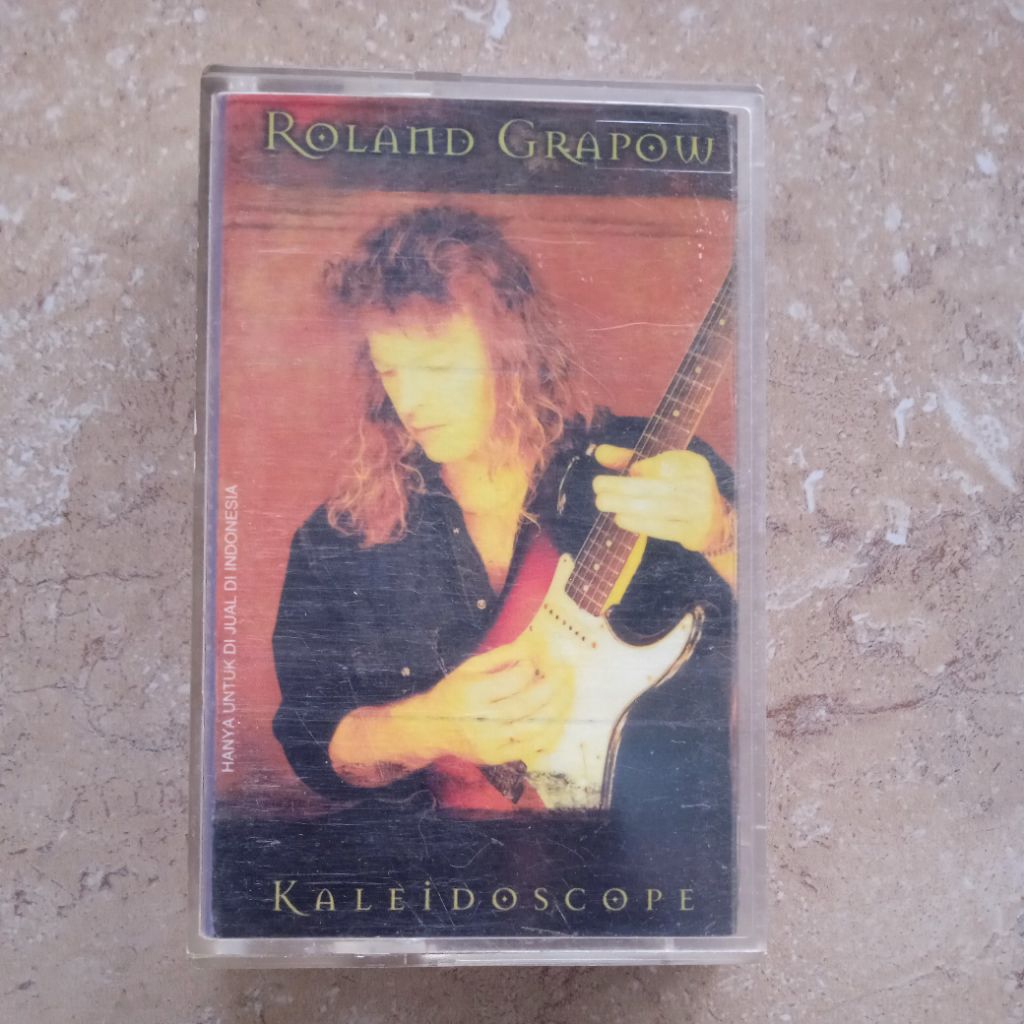 Roland Grapow
HANYA UNTUK DI JUAL DI INDONESIA
Kaleidoscope